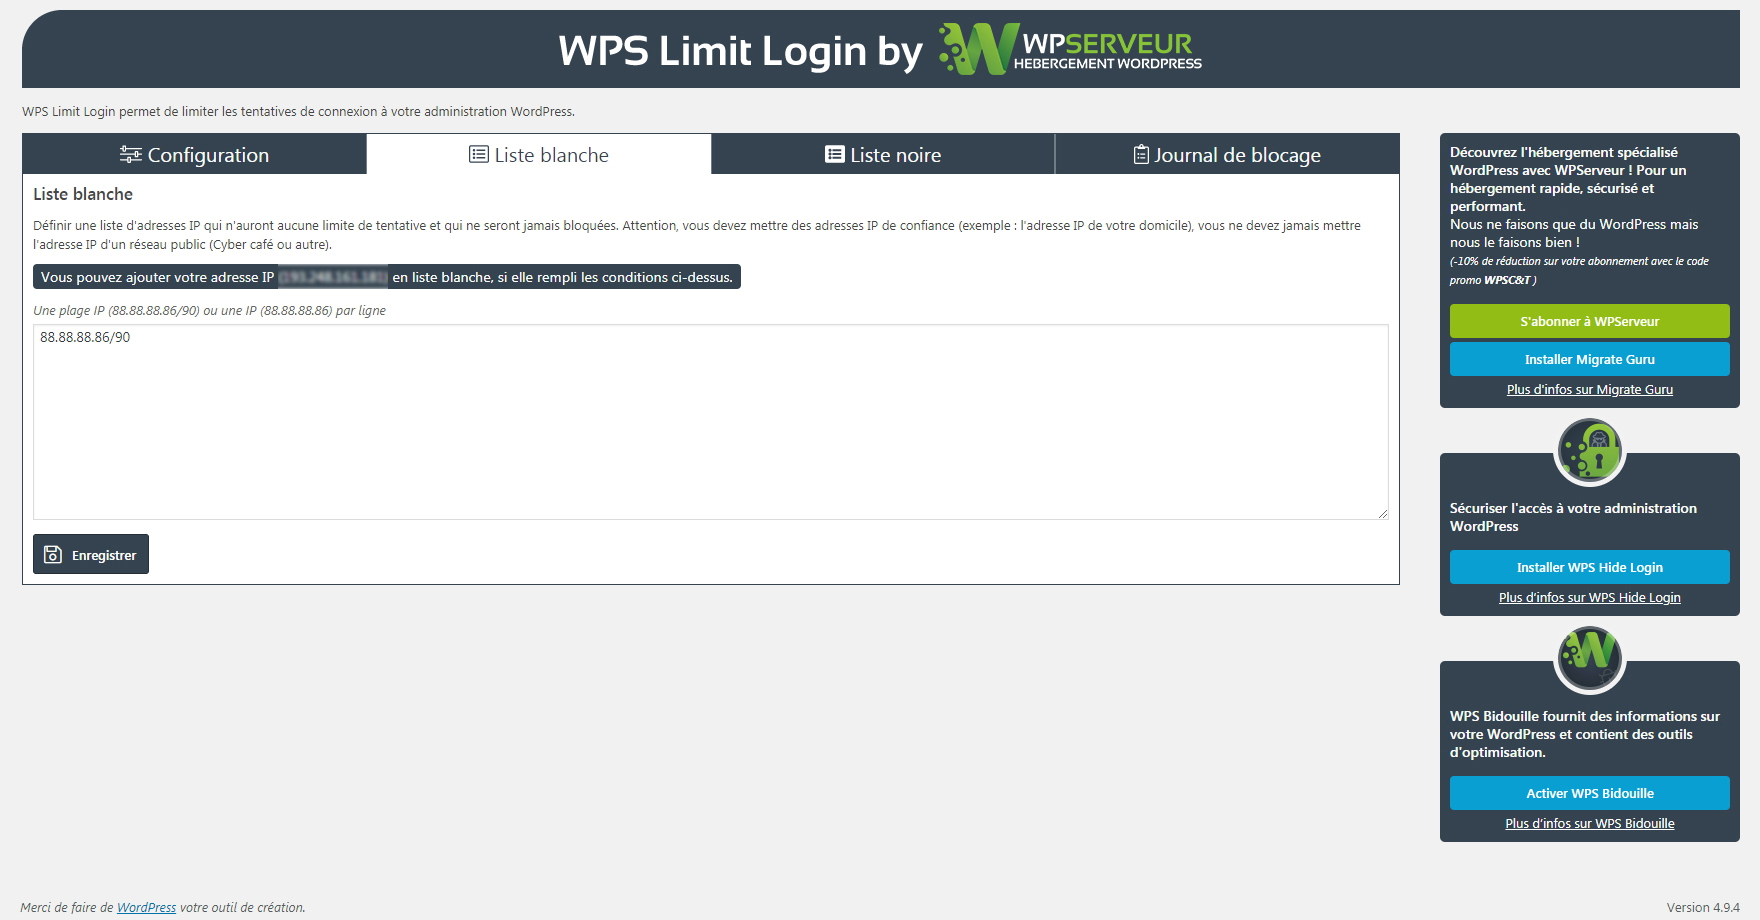 WPS Limit Login by WPSERVEUR
HEBERGEMENT WORDPRESS
WPS Limit Login permet de limiter les tentatives de connexion à votre administration WordPress.
Configuration
Liste blanche
Liste noire
Journal de blocage
Liste blanche
Définir une liste d'adresses IP qui n'auront aucune limite de tentative et qui ne seront jamais bloquées. Attention, vous devez mettre des adresses IP de confiance (exemple : l'adresse IP de votre domicile), vous ne devez jamais mettre
l'adresse IP d'un réseau public (Cyber café ou autre).
Vous pouvez ajouter votre adresse IP en liste blanche, si elle rempli les conditions ci-dessus.
Une plage IP (88.88.88.86/90) ou une IP (88.88.88.86) par ligne
88.88.88.86/90
Enregistrer
Découvrez l'hébergement spécialisé
WordPress avec WPServeur ! Pour un
hébergement rapide, sécurisé et
performant.
Nous ne faisons que du WordPress mais
nous le faisons bien !
(-10% de réduction sur votre abonnement avec le code
promo WPSC&T )
S'abonner à WPServeur
Installer Migrate Guru
Plus d'infos sur Migrate Guru
Sécuriser l'accès à votre administration
WordPress
Installer WPS Hide Login
Plus d'infos sur WPS Hide Login
WPS Bidouille fournit des informations sur
votre WordPress et contient des outils
d'optimisation.
Activer WPS Bidouille
Plus d'infos sur WPS Bidouille
Merci de faire de WordPress votre outil de création.
Version 4.9.4